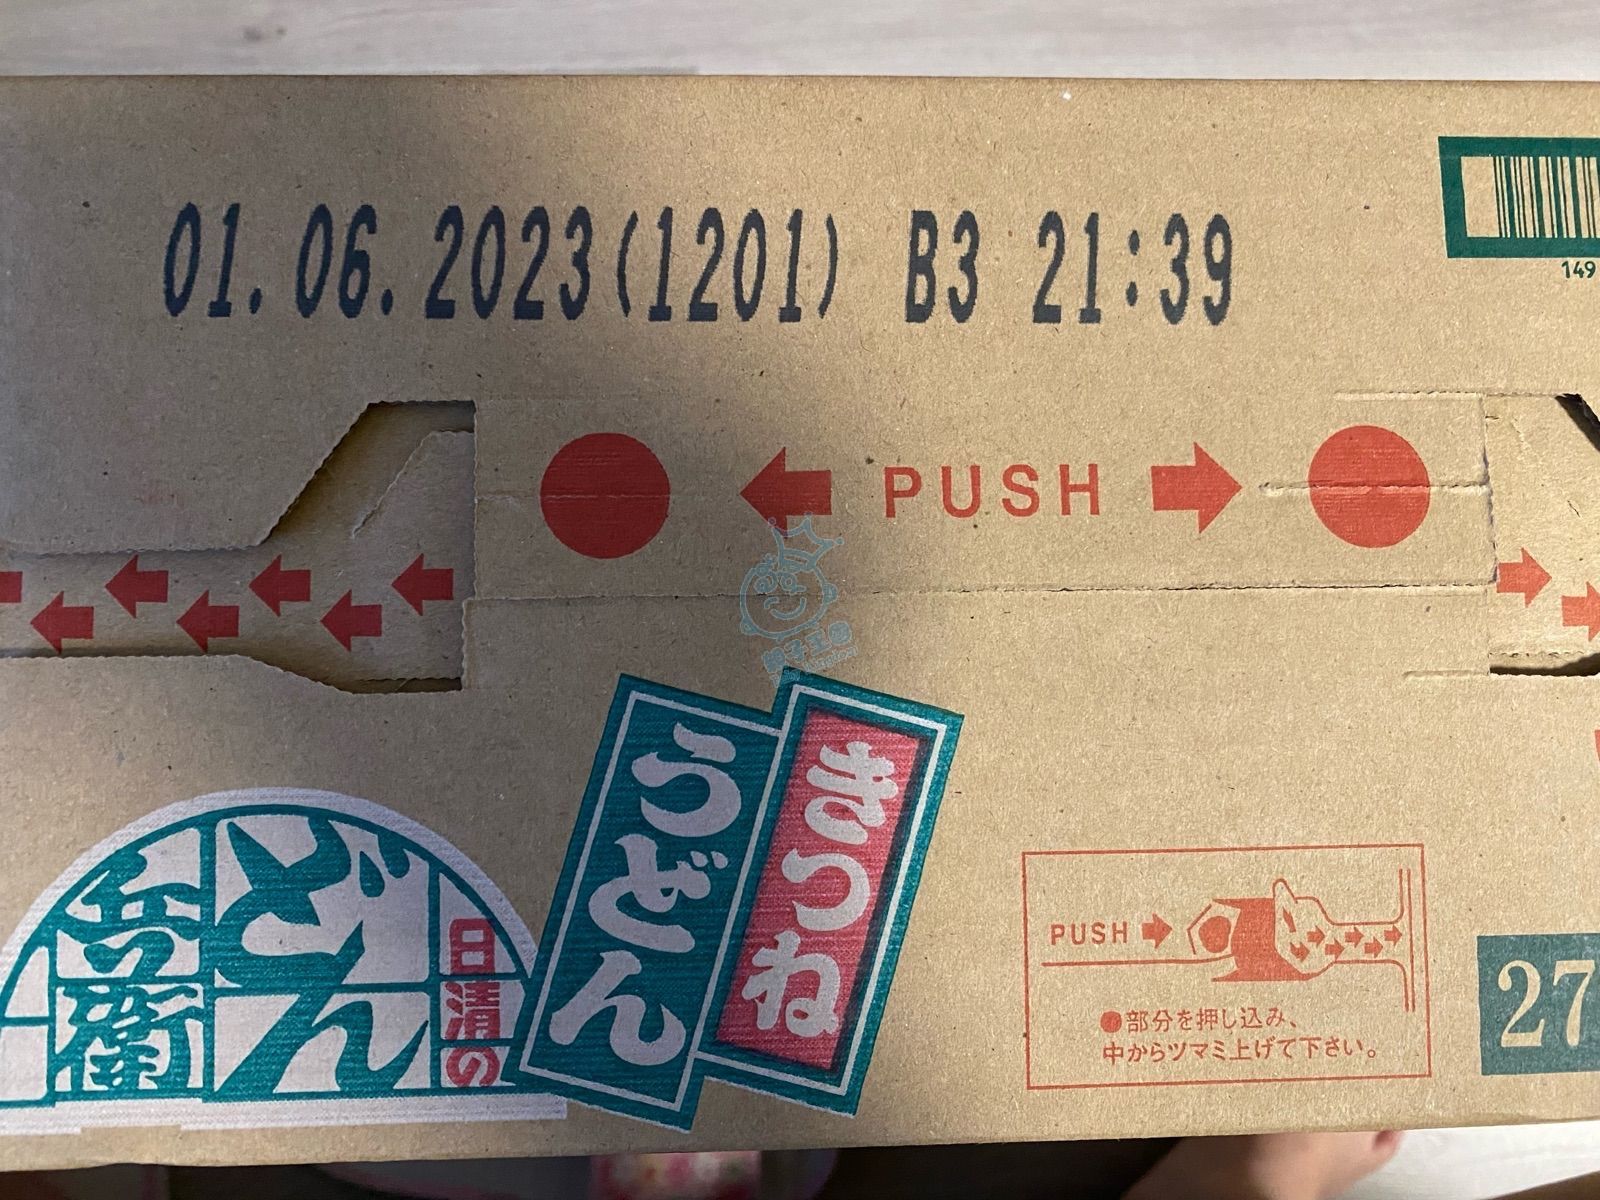 01.06.2023(1201) B3 21:39
149
PUSH
きつね
うどん
日清の
どん
兵衛
PUSH
●部分を押し込み、
中からツマミ上げて下さい。
27